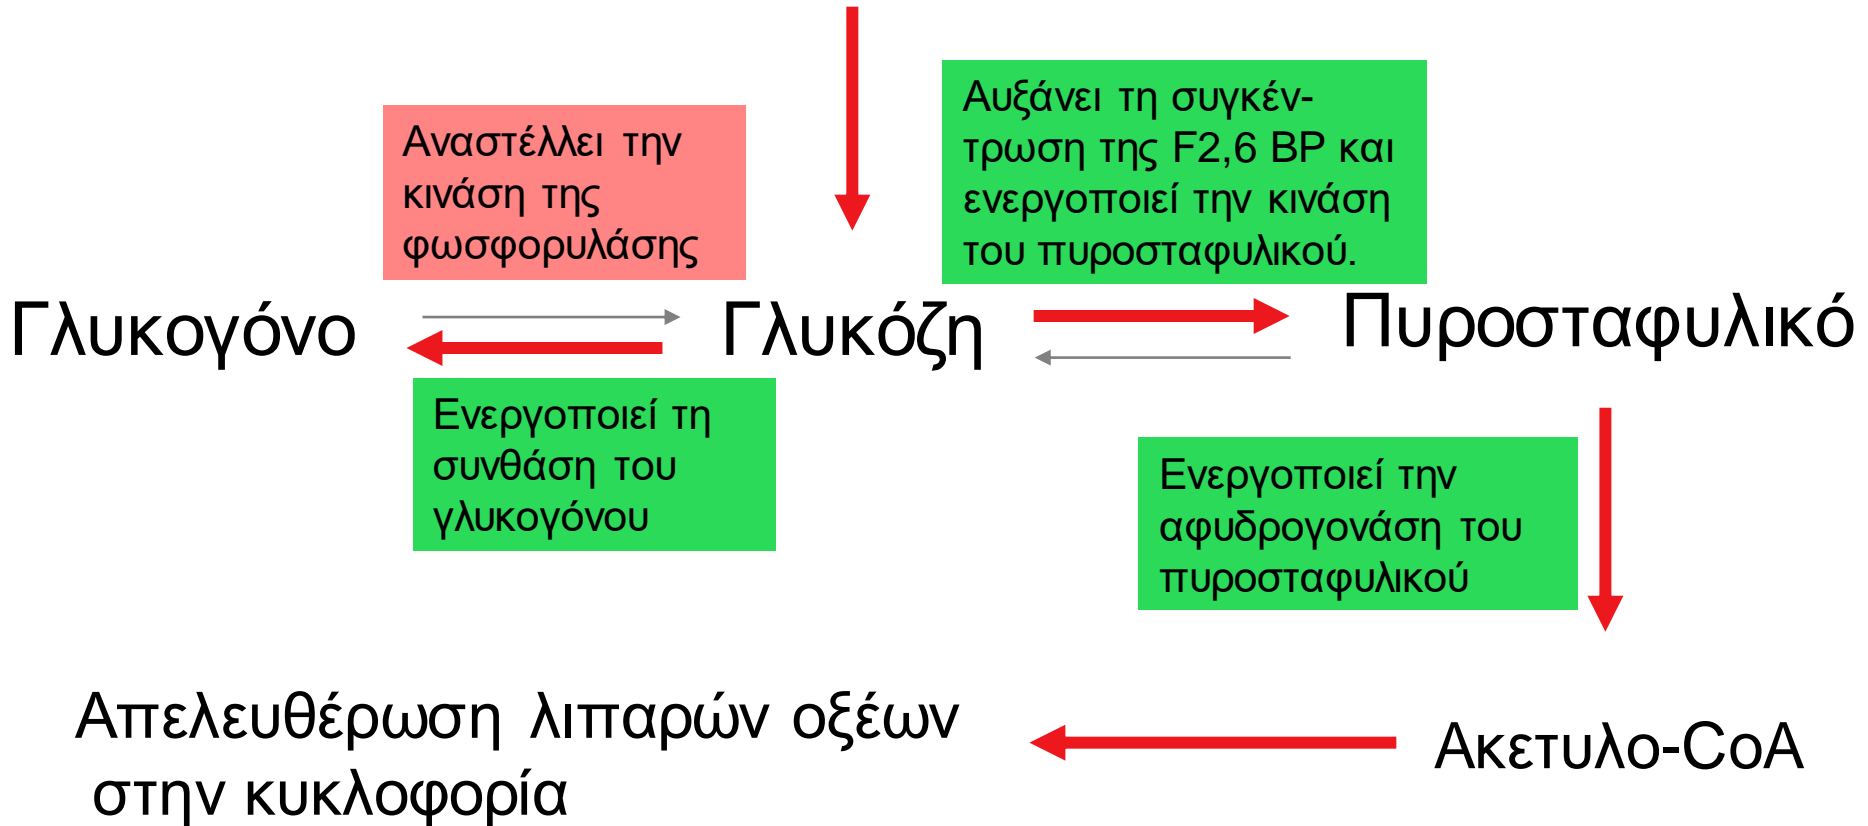 Αναστέλλει την
κινάση της
φωσφορυλάσης
Αυξάνει τη συγκέν-
τρωση της F2,6 BP και
ενεργοποιεί την κινάση
του πυροσταφυλικού.
Γλυκογόνο
Γλυκόζη
Πυροσταφυλικό
Ενεργοποιεί τη
συνθάση του
γλυκογόνου
Ενεργοποιεί την
αφυδρογονάση του
πυροσταφυλικού
Απελευθέρωση λιπαρών οξέων
στην κυκλοφορία
Ακετυλο-CoA